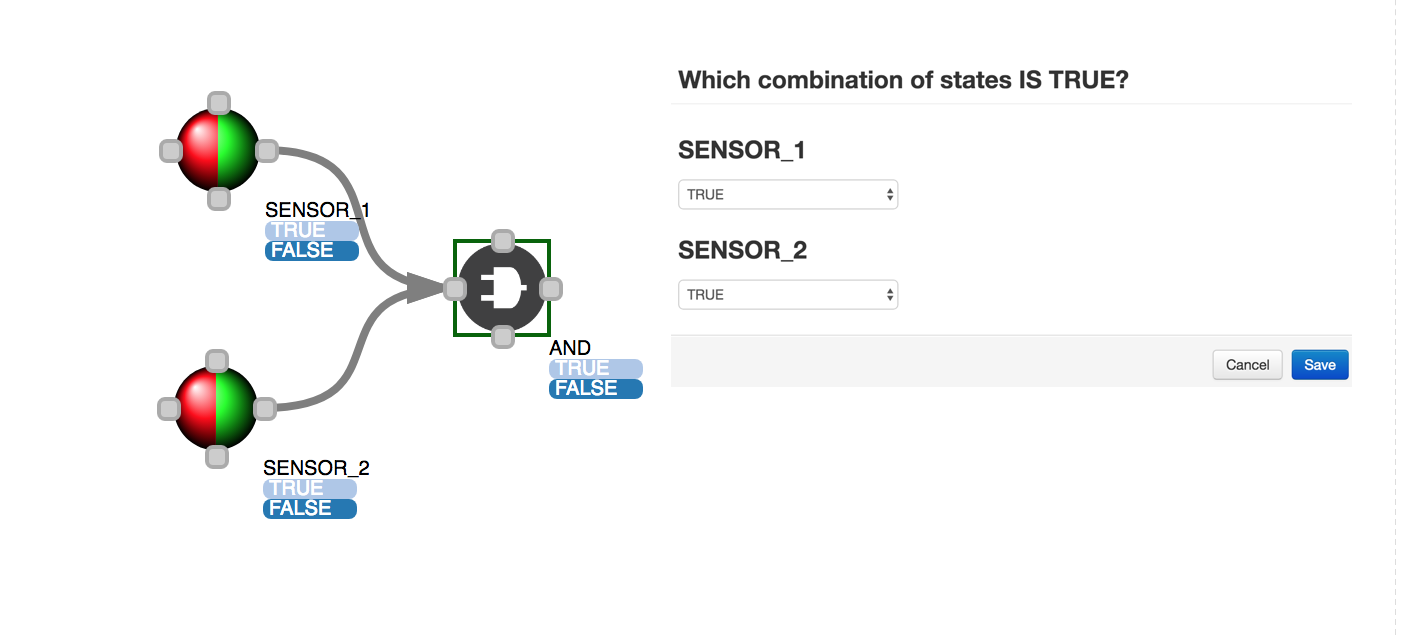 Which combination of states IS TRUE?
SENSOR_1
TRUE
SENSOR_2
TRUE
Cancel
Save
SENSOR_1
TRUE
FALSE
AND
TRUE
FALSE
SENSOR_2
TRUE
FALSE